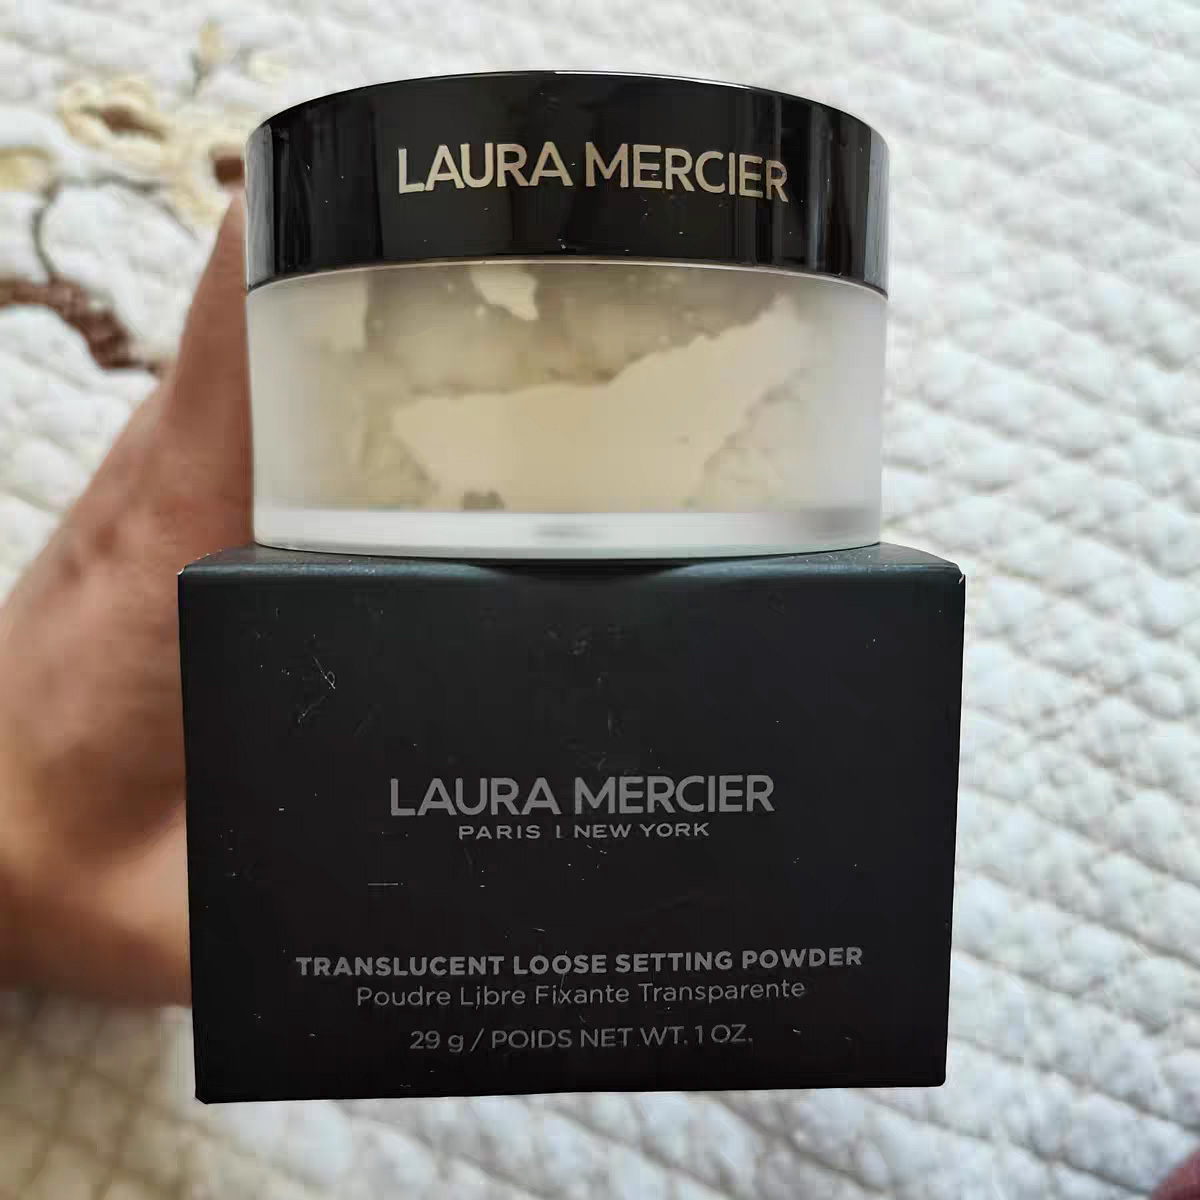 LAURA MERCIER
LAURA MERCIER
PARIS | NEW YORK
TRANSLUCENT LOOSE SETTING POWDER
Poudre Libre Fixante Transparente
29 g / POIDS NET WT. 1 OZ.